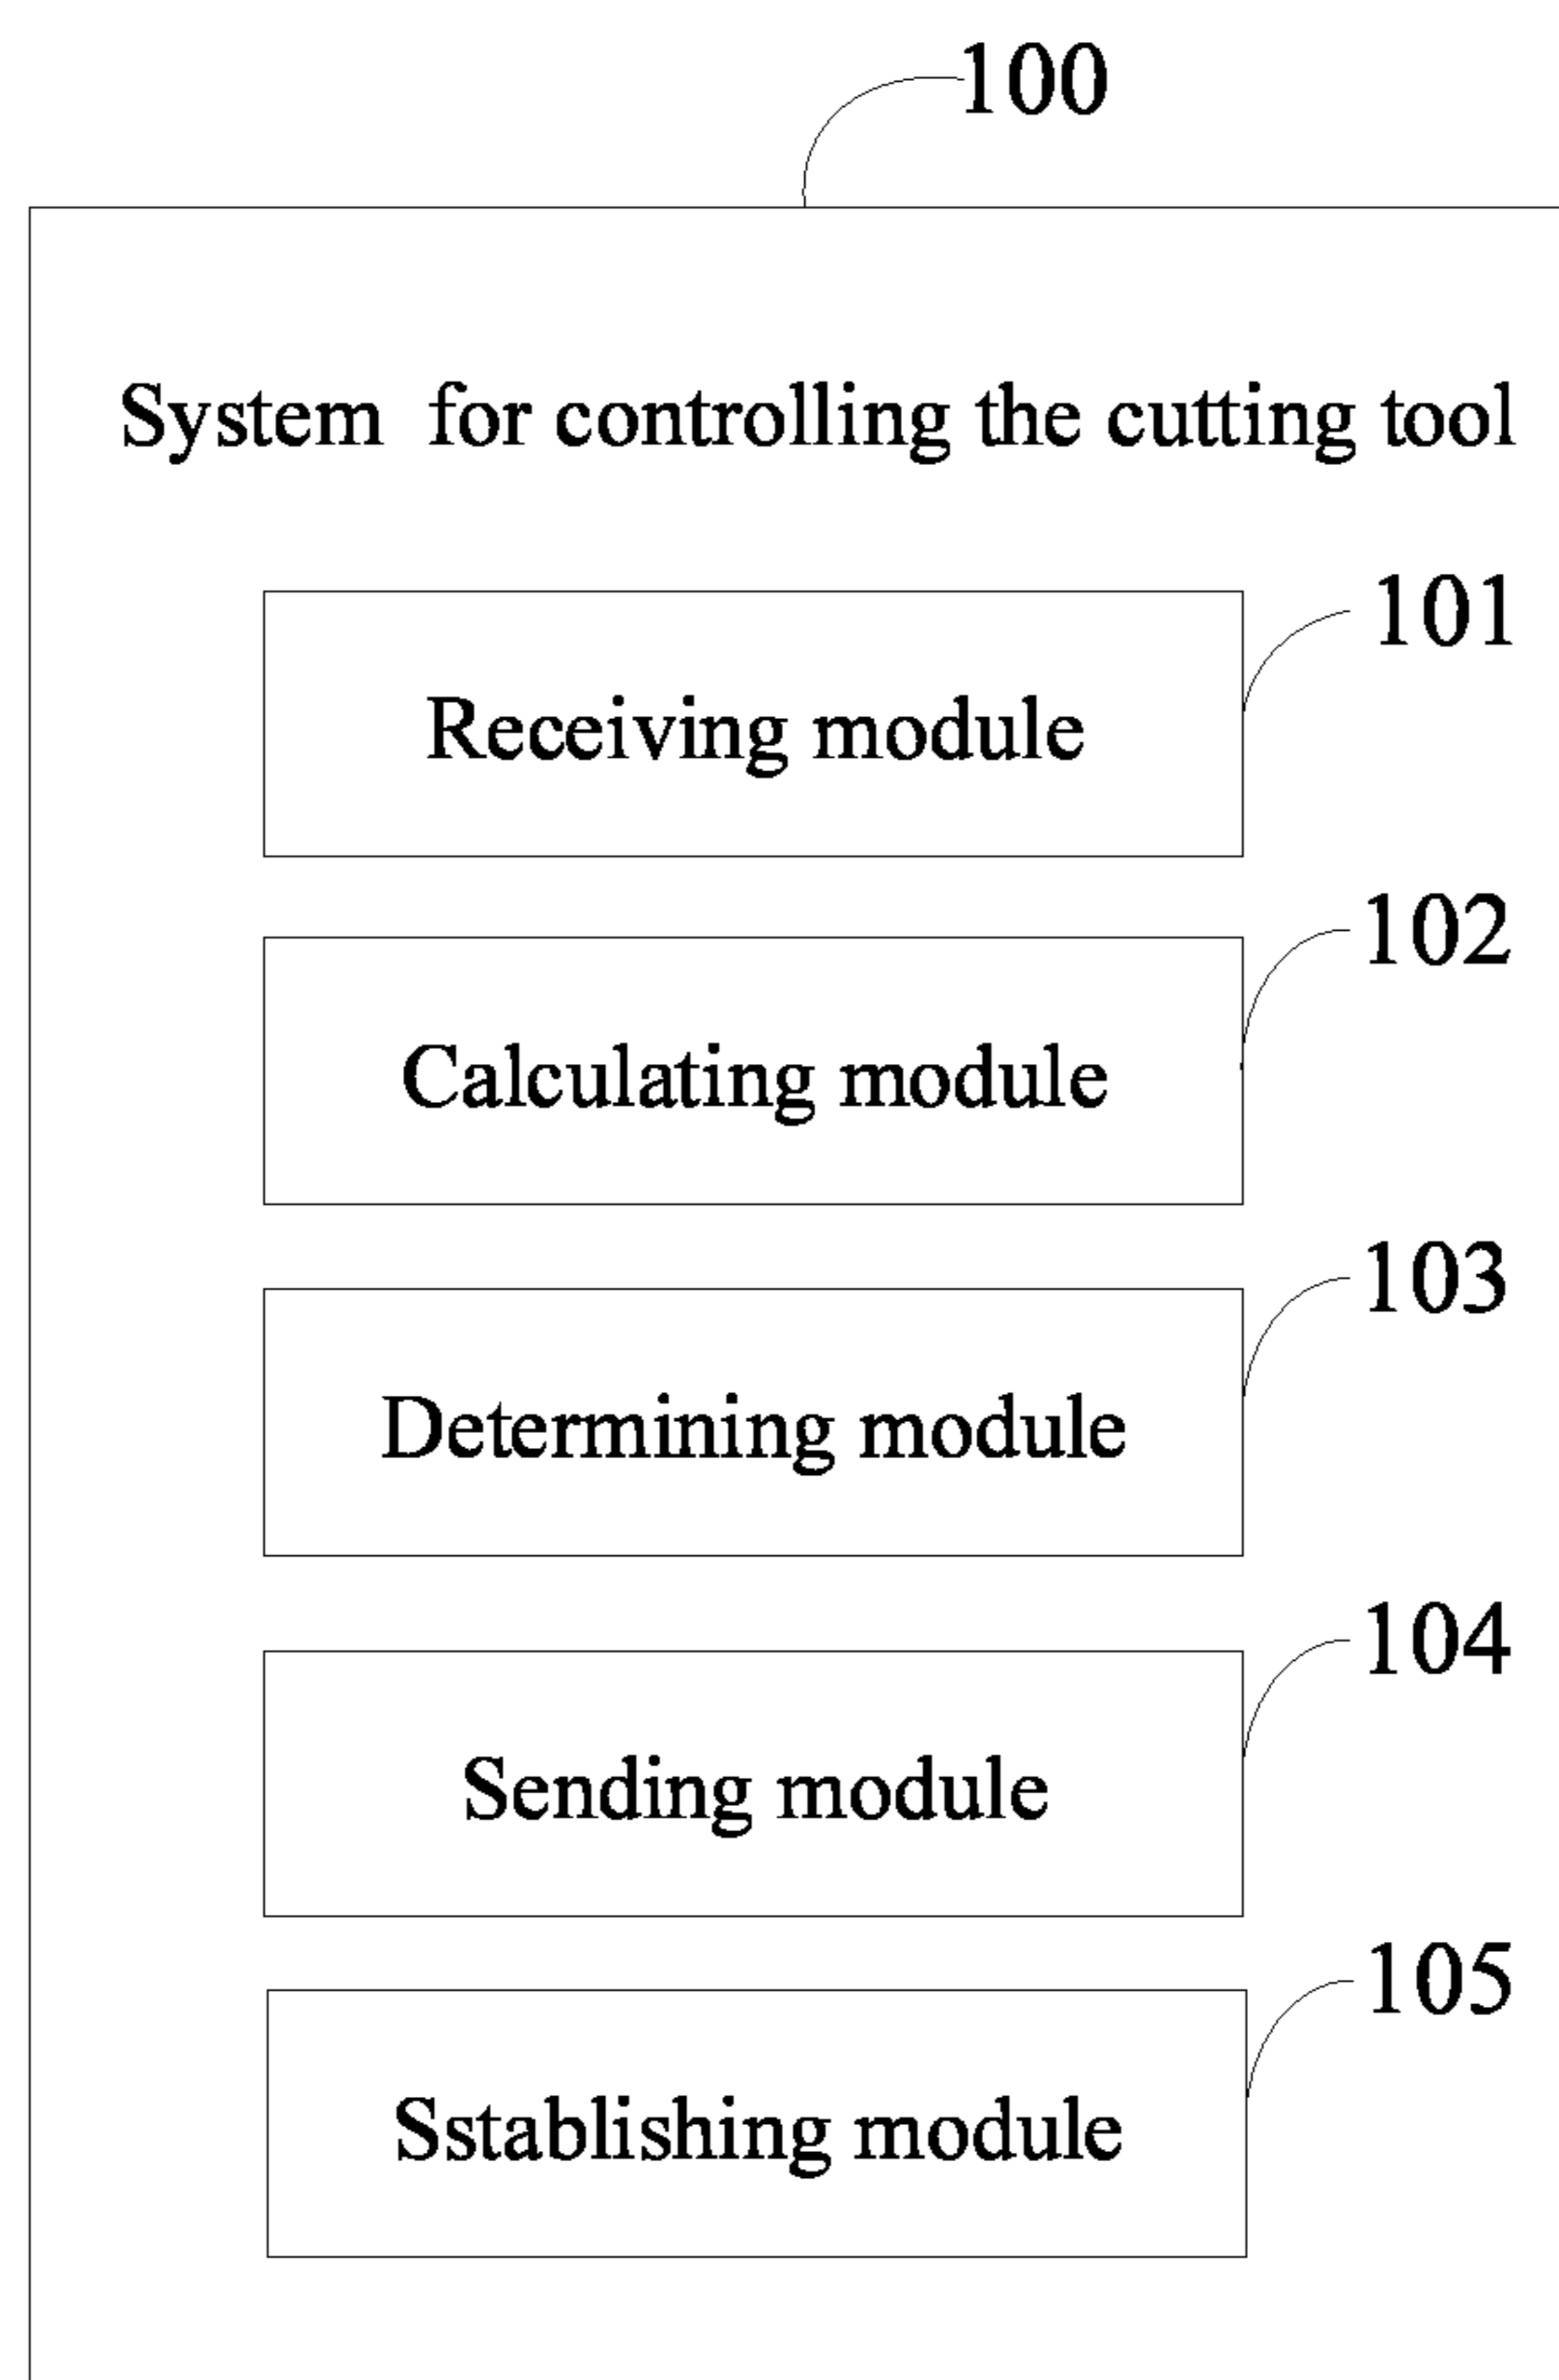 100
System for controlling the cutting tool
101
Receiving module
102
Calculating module
103
Determining module
104
Sending module
105
Sstablishing module